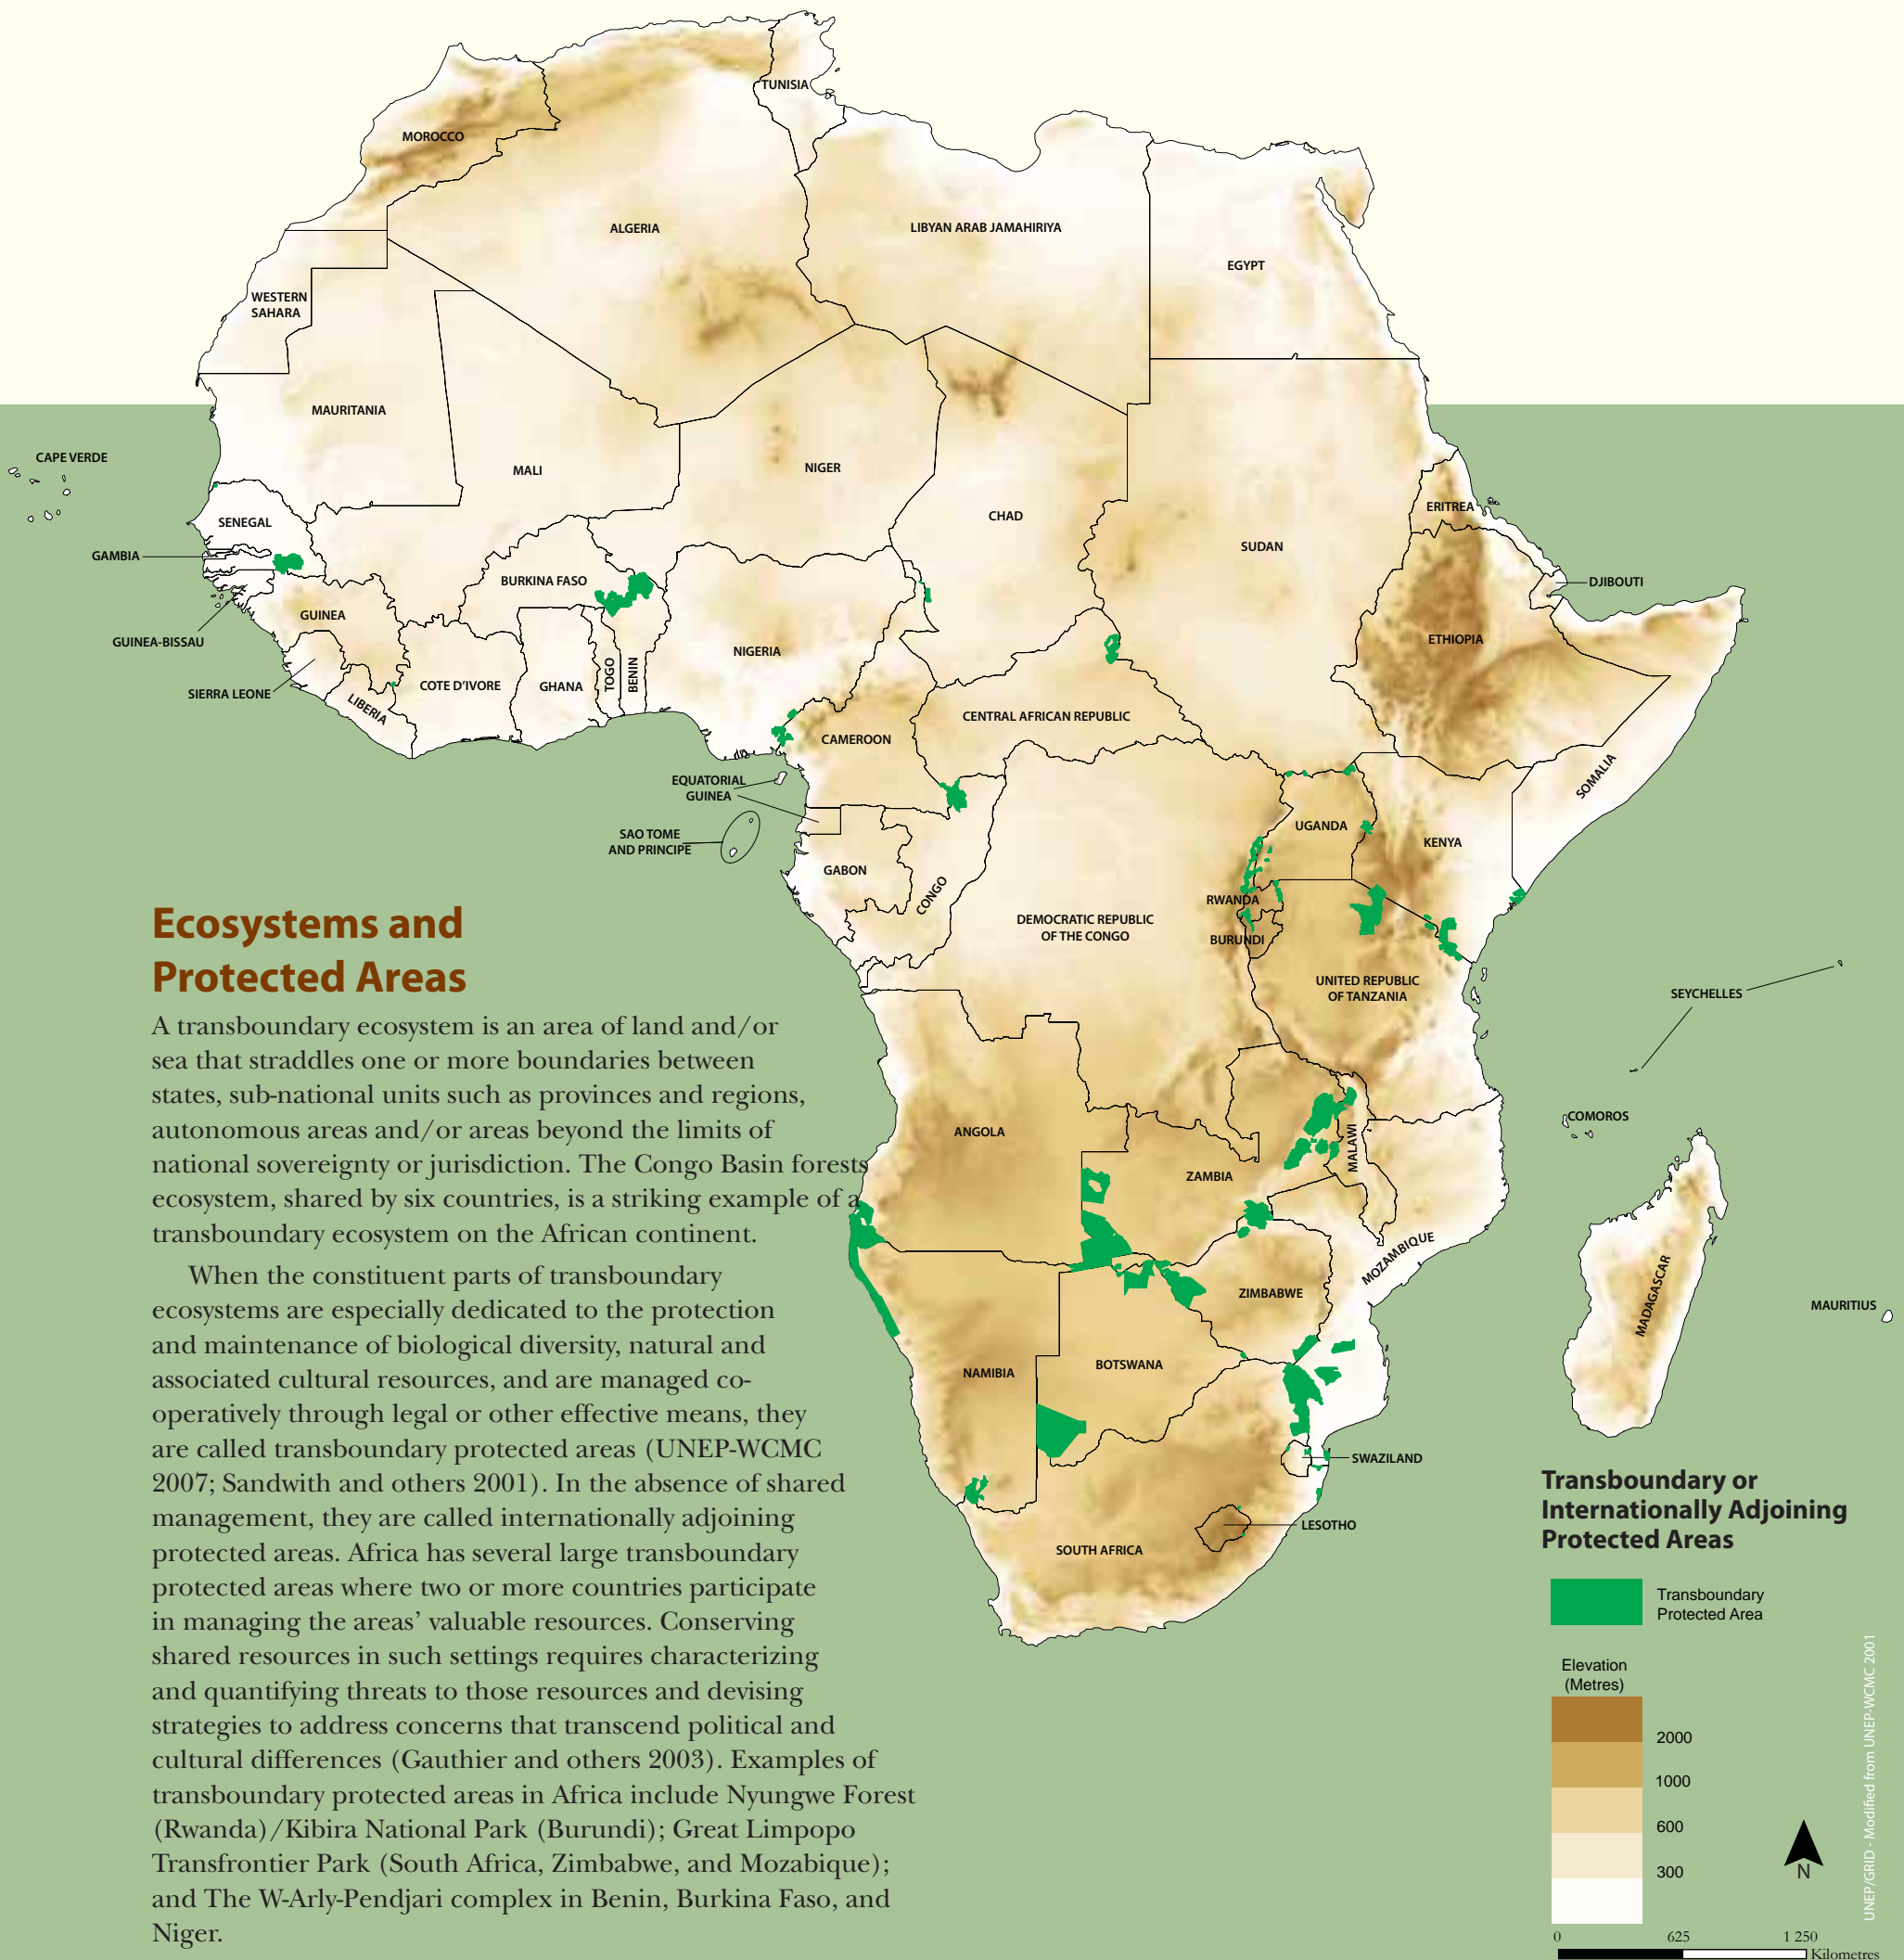 TUNISIA
MOROCCO
ALGERIA
LIBYAN ARAB JAMAHIRIYA
EGYPT
WESTERN
SAHARA
MAURITANIA
CAPE VERDE
MALI
NIGER
CHAD
SUDAN
ERITREA
SENEGAL
GAMBIA
BURKINA FASO
DJIBOUTI
GUINEA
GUINEA-BISSAU
NIGERIA
ETHIOPIA
SIERRA LEONE
LIBERIA
COTE D'IVORE
GHANA
TOGO
BENIN
CENTRAL AFRICAN REPUBLIC
CAMEROON
SOMALIA
EQUATORIAL
GUINEA
SAO TOME
AND PRINCIPE
UGANDA
KENYA
GABON
CONGO
RWANDA
DEMOCRATIC REPUBLIC
OF THE CONGO
BURUNDI
UNITED REPUBLIC
OF TANZANIA
SEYCHELLES
COMOROS
ANGOLA
ZAMBIA
MALAWI
MOZAMBIQUE
MADAGASCAR
MAURITIUS
ZIMBABWE
NAMIBIA
BOTSWANA
SWAZILAND
LESOTHO
SOUTH AFRICA
Ecosystems and
Protected Areas
A transboundary ecosystem is an area of land and/or
sea that straddles one or more boundaries between
states, sub-national units such as provinces and regions,
autonomous areas and/or areas beyond the limits of
national sovereignty or jurisdiction. The Congo Basin forests
ecosystem, shared by six countries, is a striking example of a
transboundary ecosystem on the African continent.
When the constituent parts of transboundary
ecosystems are especially dedicated to the protection
and maintenance of biological diversity, natural and
associated cultural resources, and are managed co-
operatively through legal or other effective means, they
are called transboundary protected areas (UNEP-WCMC
2007; Sandwith and others 2001). In the absence of shared
management, they are called internationally adjoining
protected areas. Africa has several large transboundary
protected areas where two or more countries participate
in managing the areas' valuable resources. Conserving
shared resources in such settings requires characterizing
and quantifying threats to those resources and devising
strategies to address concerns that transcend political and
cultural differences (Gauthier and others 2003). Examples of
transboundary protected areas in Africa include Nyungwe Forest
(Rwanda)/Kibira National Park (Burundi); Great Limpopo
Transfrontier Park (South Africa, Zimbabwe, and Mozabique);
and The W-Arly-Pendjari complex in Benin, Burkina Faso, and
Niger.
Transboundary or
Internationally Adjoining
Protected Areas
Transboundary
Protected Area
Elevation
(Metres)
2000
1000
600
300
N
0 625 1 250
Kilometres
UNEP/GRID - Modified from UNEP-WCMC 2001